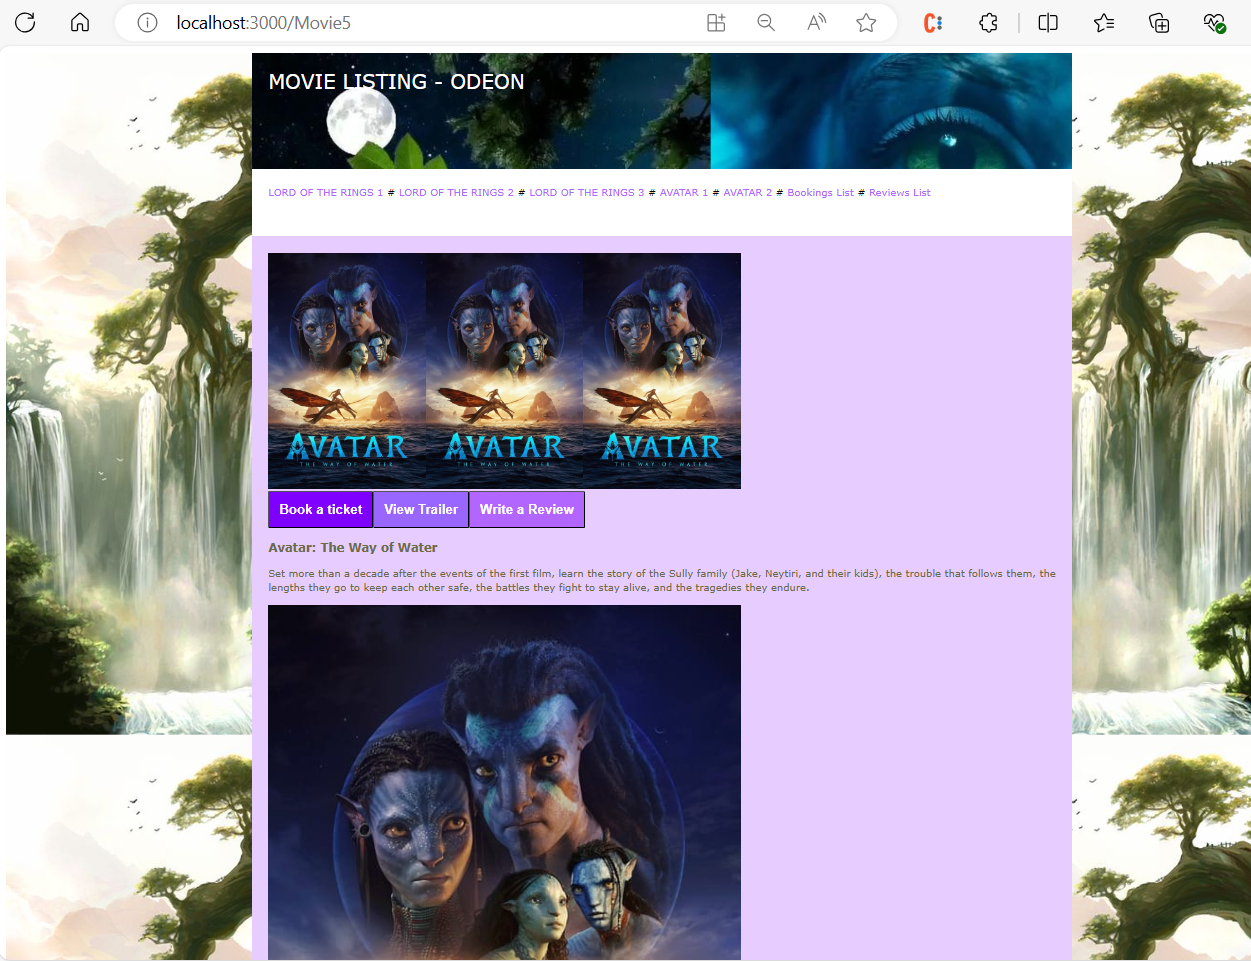 localhost:3000/Movie5
MOVIE LISTING - ODEON
LORD OF THE RINGS 1 # LORD OF THE RINGS 2 # LORD OF THE RINGS 3 # AVATAR 1 # AVATAR 2 # Bookings List # Reviews List
AVATAR AVATAR AVATAR
THE WAY OF WATER THE WAY OF WATER THE WAY OF WATER
Book a ticket View Trailer Write a Review
Avatar: The Way of Water
Set more than a decade after the events of the first film, learn the story of the Sully family (Jake, Neytiri, and their kids), the trouble that follows them, the
lengths they go to keep each other safe, the battles they fight to stay alive, and the tragedies they endure.